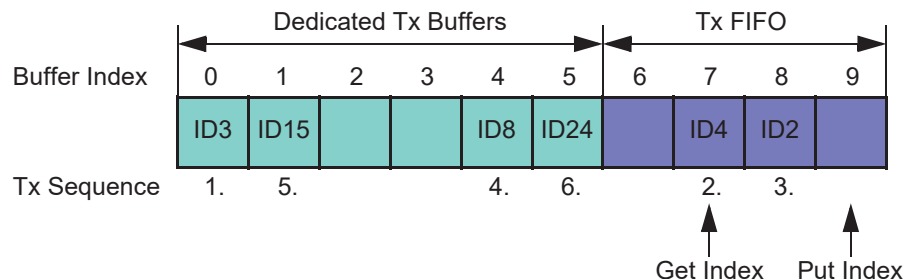 Dedicated Tx Buffers Tx FIFO
Buffer Index 0 1 2 3 4 5 6 7 8 9
ID3 ID15 ID8 ID24 ID4 ID2
Tx Sequence 1. 5. 4. 6. 2. 3.
Get Index Put Index